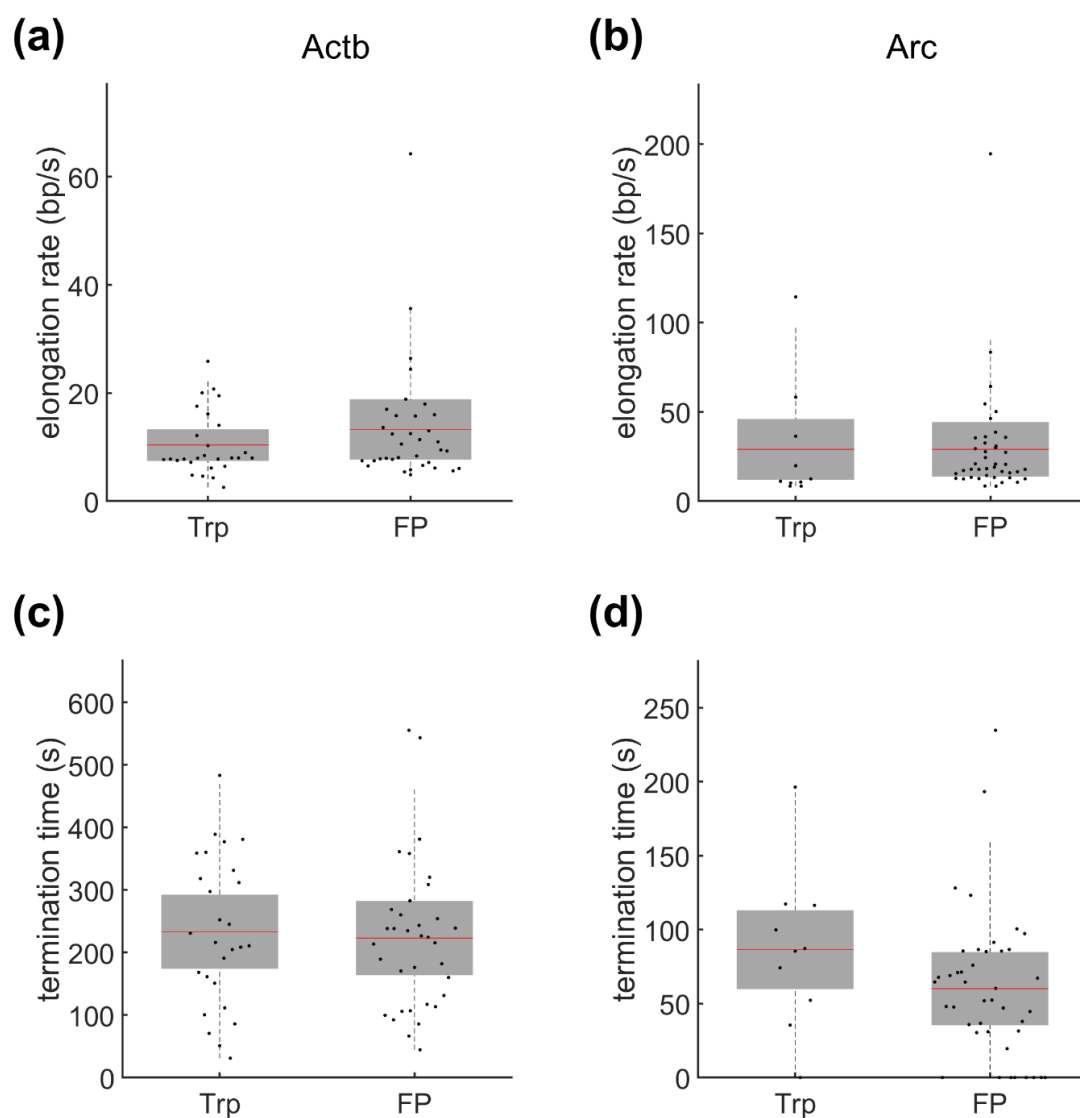 (a)
Actb
elongation rate (bp/s)
60
40
20
0
Trp
FP
(b)
Arc
elongation rate (bp/s)
200
150
100
50
0
Trp
FP
(c)
termination time (s)
600
500
400
300
200
100
0
Trp
FP
(d)
termination time (s)
250
200
150
100
50
0
Trp
FP